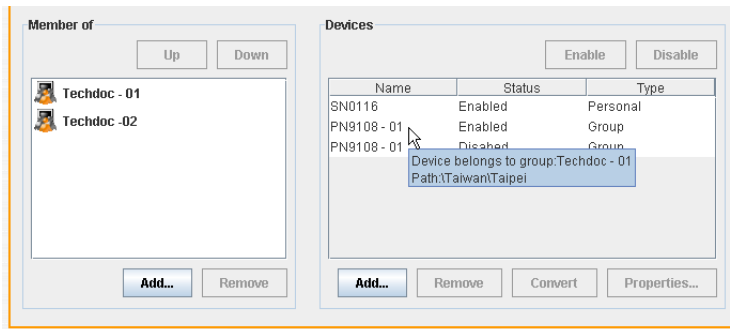 Member of
Up Down
Techdoc - 01
Techdoc -02
Add... Remove
Devices
Enable Disable
Name Status Type
SN0116 Enabled Personal
PN9108 - 01 Enabled Group
PN9108 - 01 Disabed Group
Device belongs to group:Techdoc - 01
Path:\Taiwan\Taipei
Add... Remove Convert Properties...